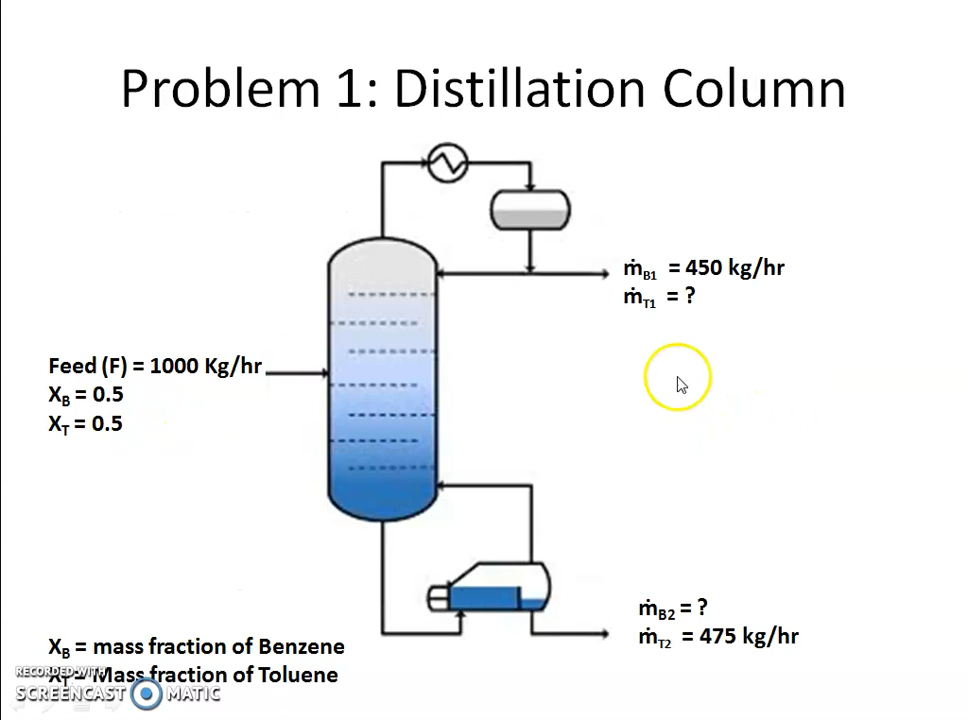 Problem 1: Distillation Column
ṁB1 = 450 kg/hr
ṁT1 = ?
Feed (F) = 1000 Kg/hr
XB = 0.5
XT = 0.5
ṁB2 = ?
ṁT2 = 475 kg/hr
XB = mass fraction of Benzene
XT = Mass fraction of Toluene
RECORDED WITH
SCREENCAST MATIC